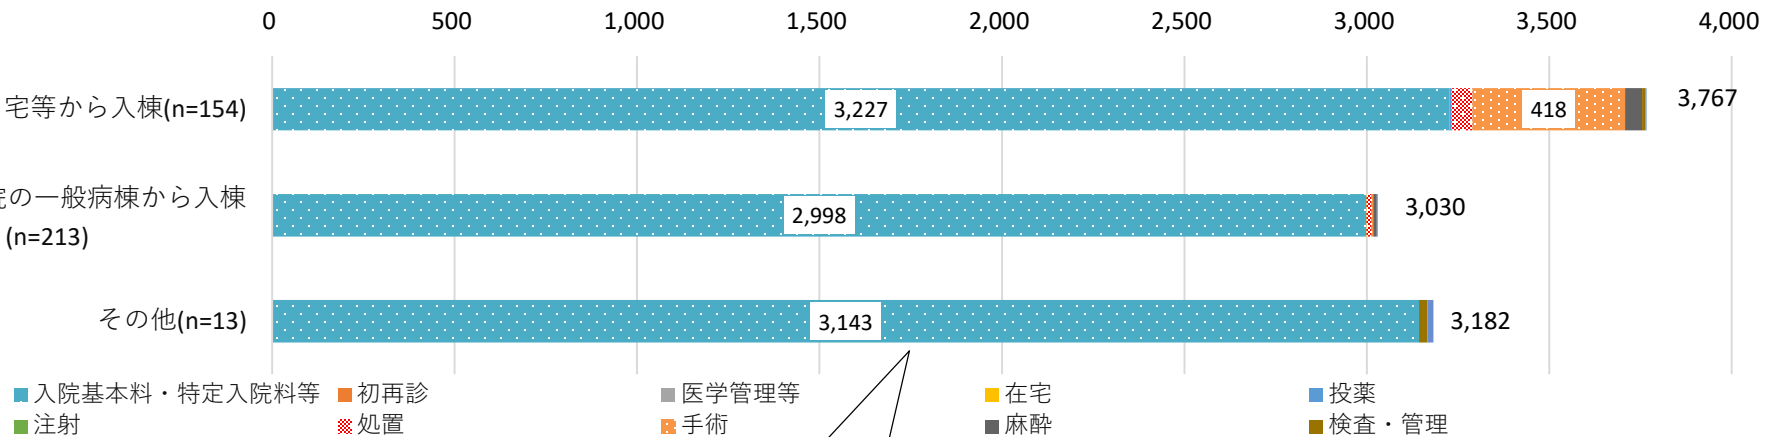 0 500 1,000 1,500 2,000 2,500 3,000 3,500 4,000
宅等から入棟(n=154) 3,227 418 3,767
の一般病棟から入棟
(n=213) 2,998 3,030
その他(n=13) 3,143 3,182
入院基本料・特定入院料等 初再診 医学管理等 在宅 投薬
注射 処置 手術 麻酔 検査・管理